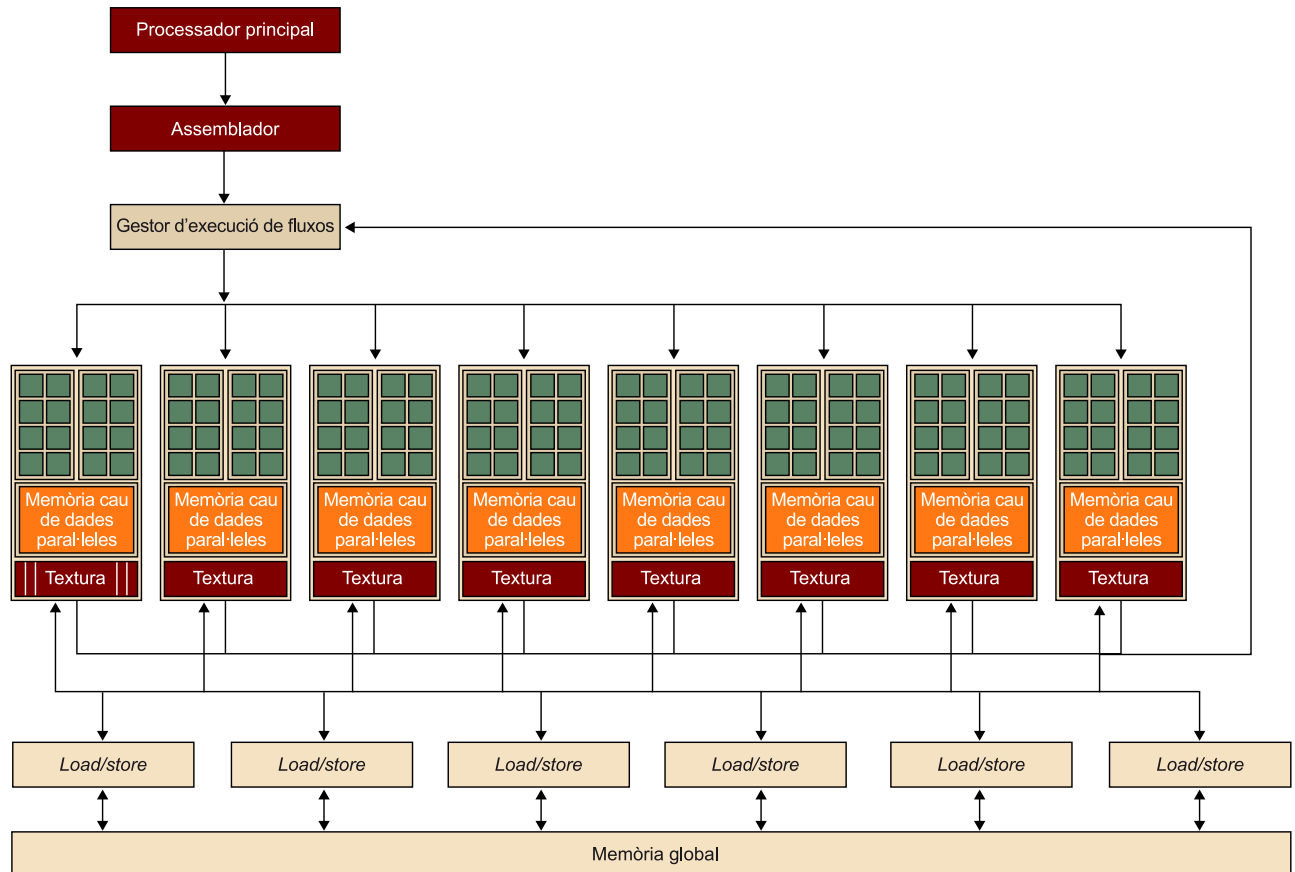 Processador principal
Assemblador
Gestor d'execució de fluxos
Memòria cau
de dades
paral·leles
Memòria cau
de dades
paral·leles
Memòria cau
de dades
paral·leles
Memòria cau
de dades
paral·leles
Memòria cau
de dades
paral·leles
Memòria cau
de dades
paral·leles
Memòria cau
de dades
paral·leles
Memòria cau
de dades
paral·leles
Textura
Textura
Textura
Textura
Textura
Textura
Textura
Textura
Load/store
Load/store
Load/store
Load/store
Load/store
Load/store
Memòria global